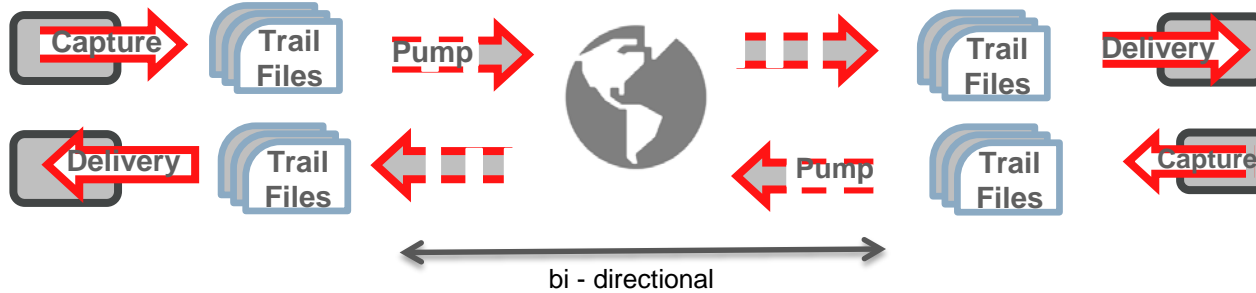 Capture
Trail
Files
Pump
Trail
Files
Delivery
Delivery
Trail
Files
Pump
Trail
Files
Capture
bi - directional